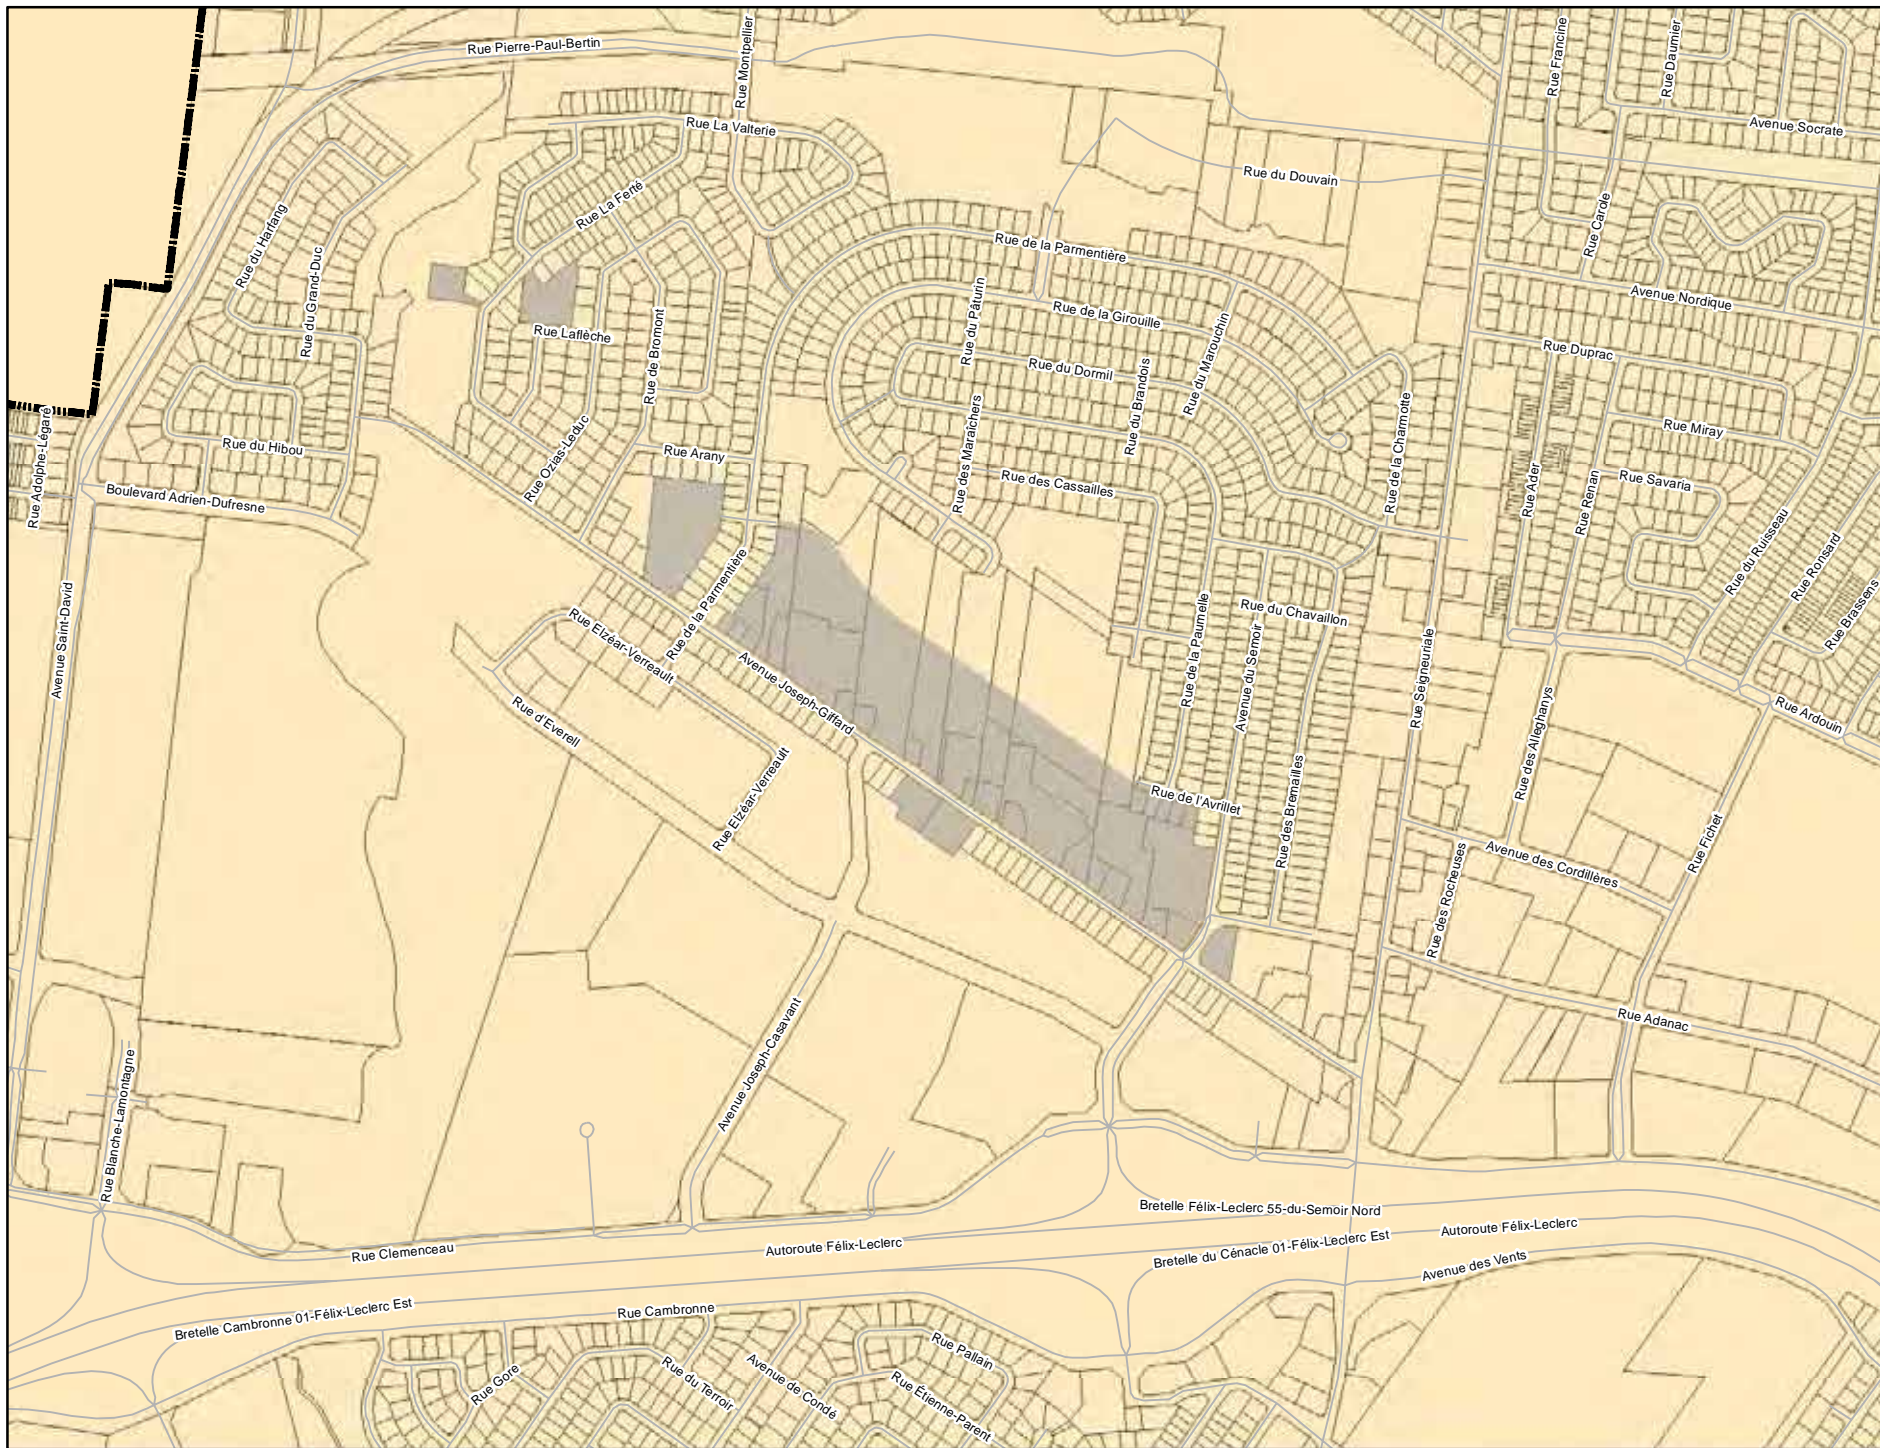 Rue Pierre-Paul-Bertin
Rue Montpellier
Rue Francine
Rue Daumier
Avenue Socrate
Rue La Valterie
Rue du Douvain
Rue La Ferté
Rue Carole
Rue du Harfang
Rue du Grand-Duc
Rue de la Parmentière
Avenue Nordique
Rue du Pâturin
Rue de la Girouille
Rue du Marouchin
Rue Laflèche
Rue de Bromont
Rue Duprac
Rue du Dormil
Rue du Brandois
Rue de la Charmotte
Rue Adolphe-Légaré
Rue du Hibou
Rue Ozias-Leduc
Rue Arany
Rue des Maraîchers
Rue des Cassailles
Rue Miray
Rue Ader
Rue Renan
Rue Savaria
Boulevard Adrien-Dufresne
Rue du Ruisseau
Rue Ronsard
Rue Brassens
Avenue Saint-David
Rue de la Parmentière
Rue Elzéar-Verreault
Rue de la Paumelle
Avenue du Semoir
Rue du Chavaillon
Rue Seigneuriale
Avenue Joseph-Giffard
Rue d'Everell
Rue des Alleghanys
Rue Ardouin
Rue Elzéar-Verreault
Rue de l'Avrillet
Rue des Bremailles
Rue Fichet
Avenue des Cordillères
Rue des Rocheuses
Rue Adanac
Avenue Joseph-Casavant
Rue Blanche-Lamontagne
Bretelle Félix-Leclerc 55-du-Semoir Nord
Rue Clemenceau
Autoroute Félix-Leclerc
Autoroute Félix-Leclerc
Bretelle du Cénacle 01-Félix-Leclerc Est
Avenue des Vents
Bretelle Cambronne 01-Félix-Leclerc Est
Rue Cambronne
Rue Gore
Rue du Terroir
Avenue de Condé
Rue Pallain
Rue Étienne-Parent